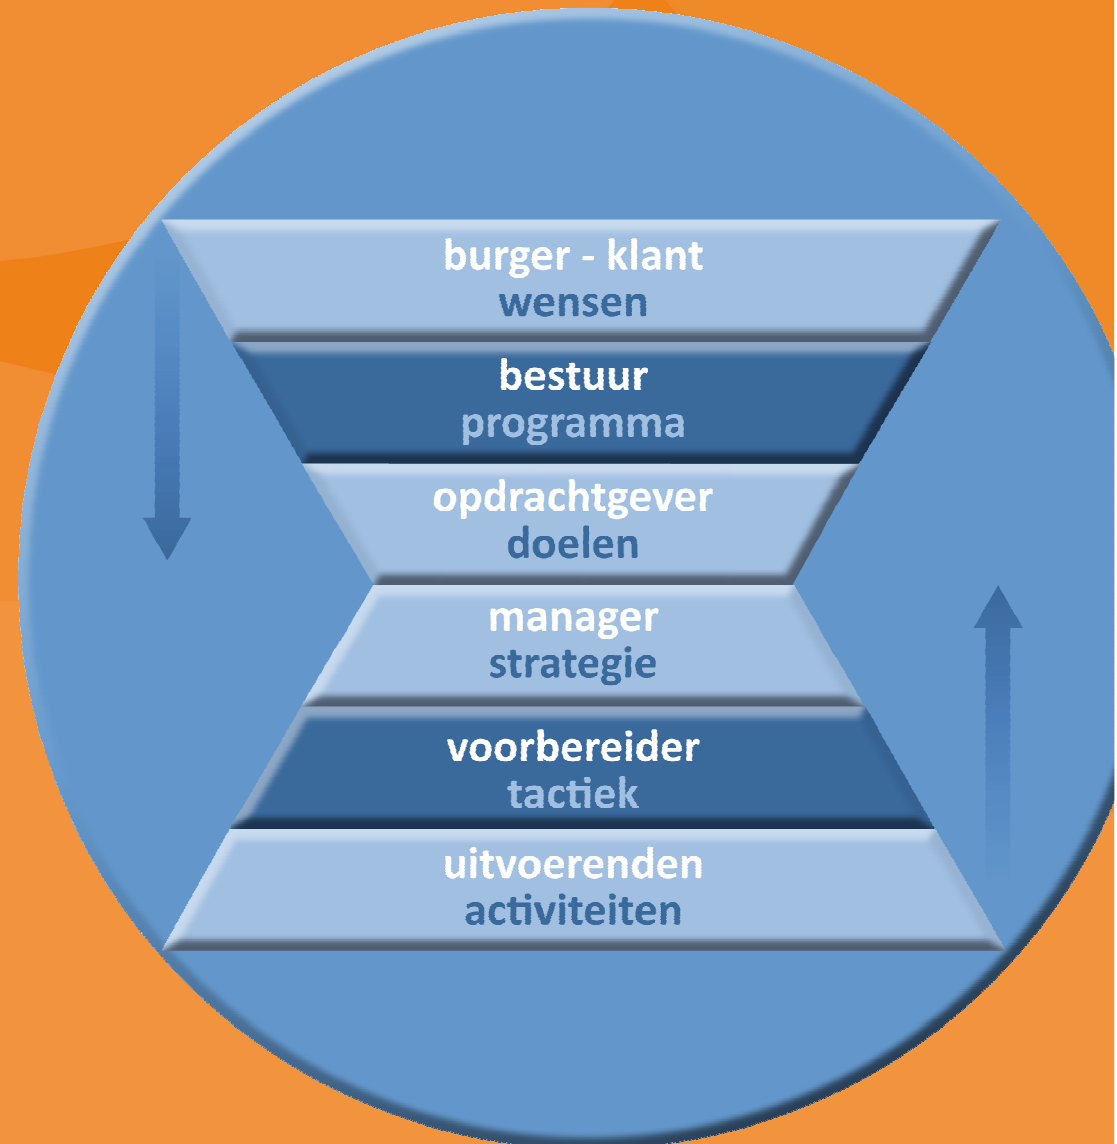 burger - klant
wensen
bestuur
programma
opdrachtgever
doelen
manager
strategie
voorbereider
tactiek
uitvoerenden
activiteiten